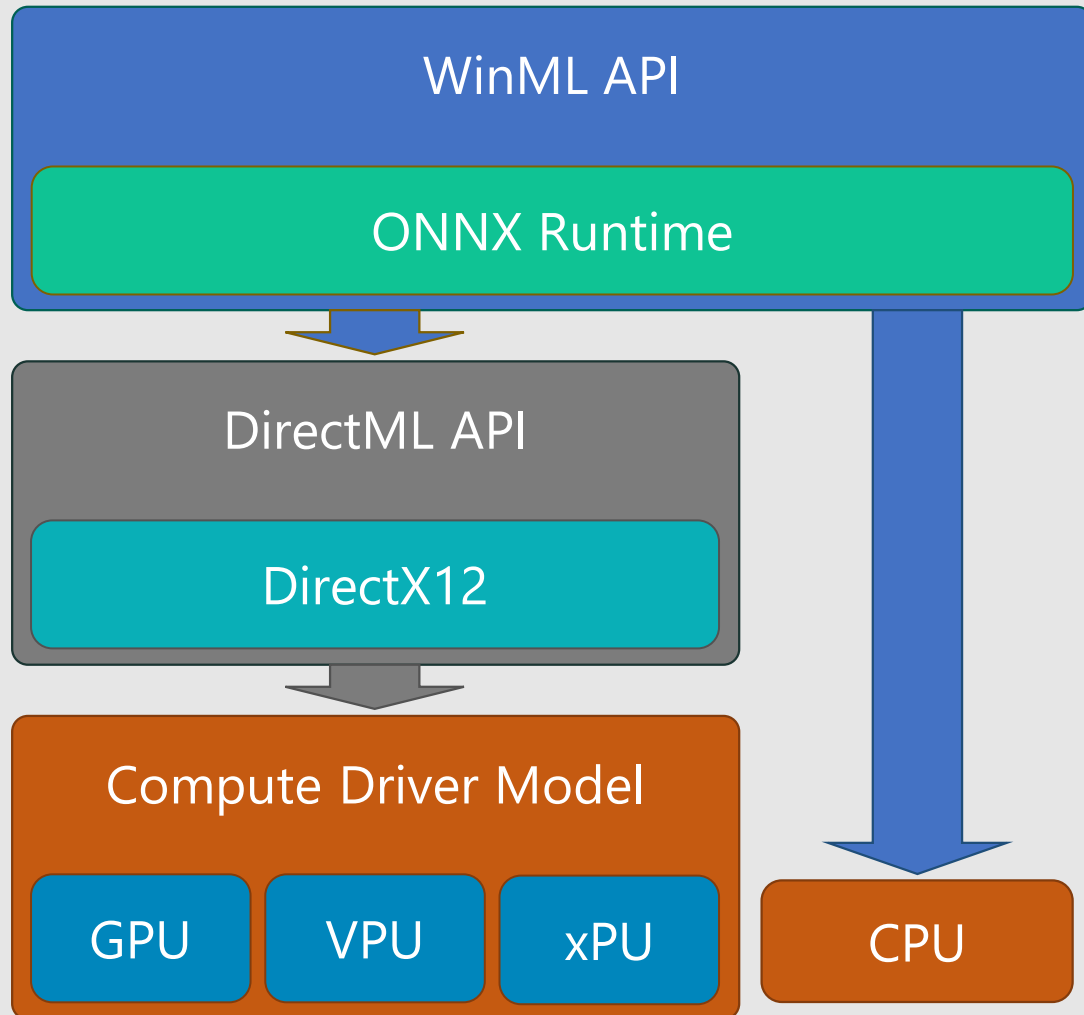 WinML API
ONNX Runtime
DirectML API
DirectX12
Compute Driver Model
GPU
VPU
xPU
CPU